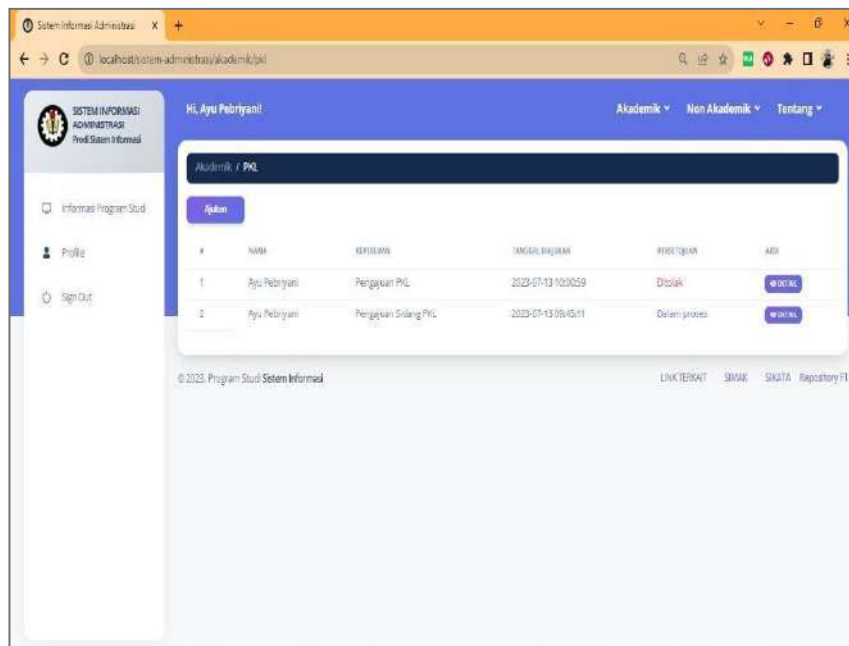 Sistem Informasi Administrasi
localhost/sistem-administrasi/akademik/pkl
SISTEM INFORMASI
ADMINISTRASI
Prodi Sistem Informasi
Hi, Ayu Pebriyani!
Akademik Non Akademik Tentang
Informasi Program Studi
Profile
Sign Out
Akademik / PKL
Ajukan
# NAMA KEPERLUAN TANGGAL DIAJUKAN PERSETUJUAN AKSI
1 Ayu Pebriyani Pengajuan PKL 2023-07-13 10:00:59 Ditolak DETAIL
2 Ayu Pebriyani Pengajuan Sidang PKL 2023-07-13 09:45:11 Dalam proses DETAIL
© 2023, Program Studi Sistem Informasi
LINK TERKAIT SIMAK SIKATA Repository